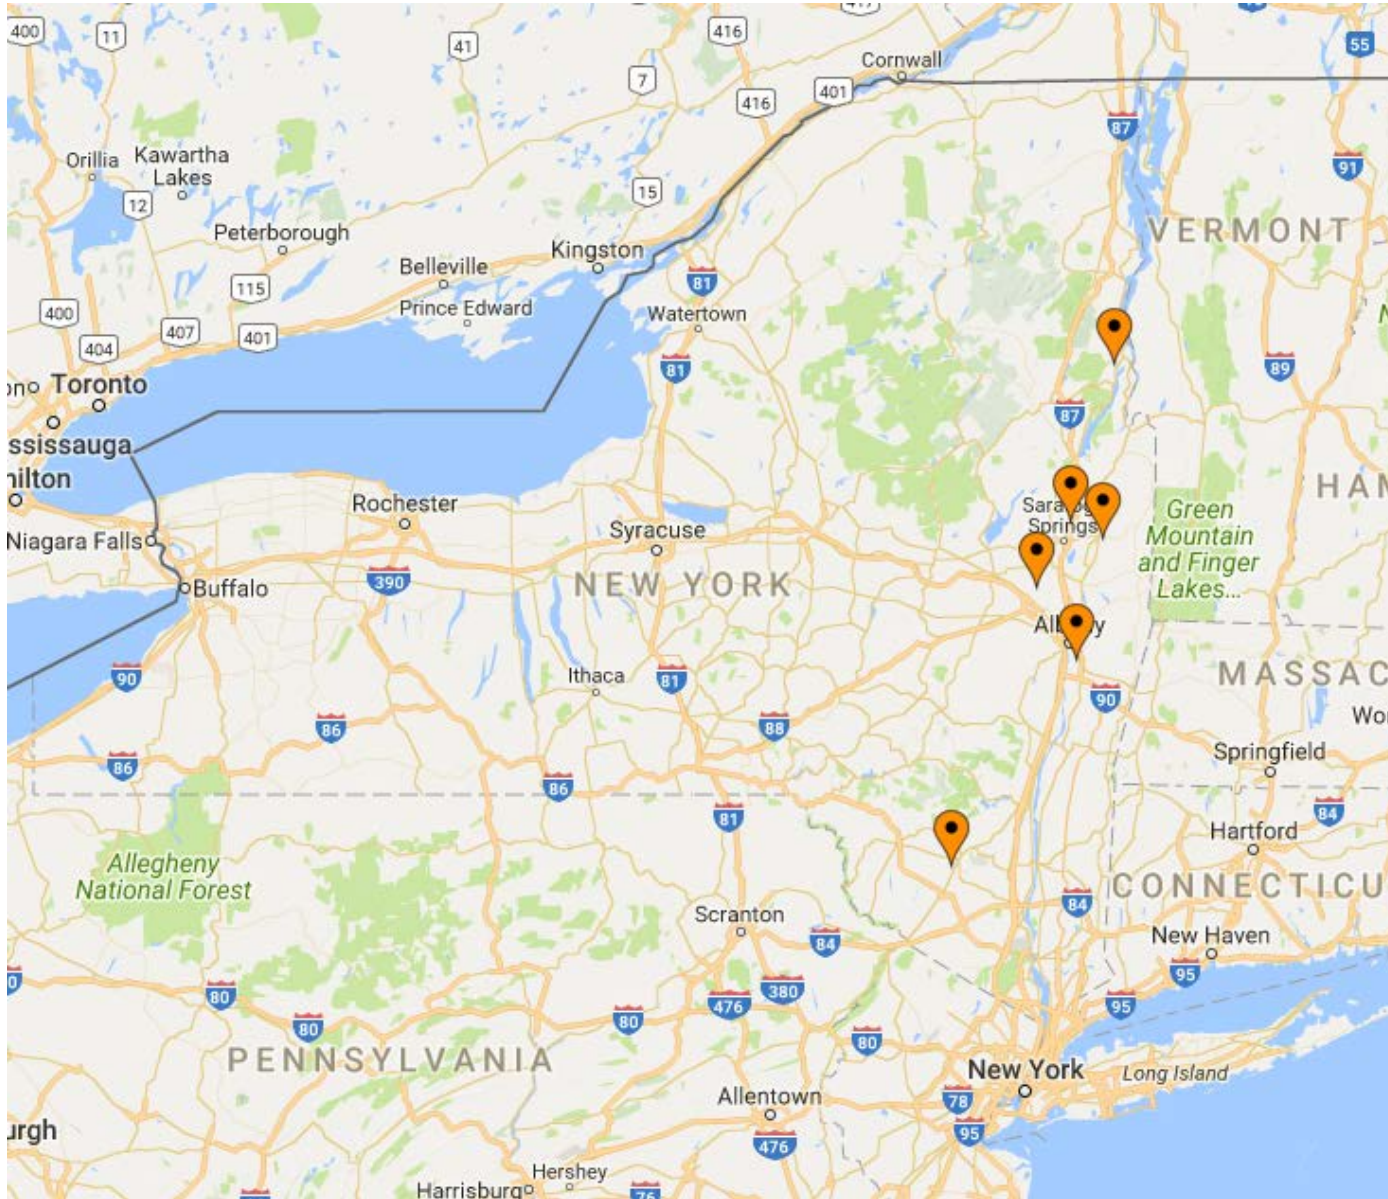 400
11
41
416
Cornwall
55
7
416
401
87
Orillia
Kawartha
Lakes
91
12
15
Peterborough
VERMONT
Kingston
Belleville
115
81
Prince Edward
Watertown
400
407
401
404
81
89
Toronto
87
ssissauga
nilton
HAM
Rochester
Green
Mountain
and Finger
Lakes...
Springs
Syracuse
Niagara Falls
390
NEW YORK
Buffalo
Ithaca
90
81
90
MASSAC
86
88
Springfield
86
86
81
84
Hartford
Allegheny
National Forest
CONNECTICU
84
Scranton
84
New Haven
95
80
380
476
95
80
80
80
PENNSYLVANIA
New York
Long Island
Allentown
78
95
urgh
476
Hershey
Harrisburg
76